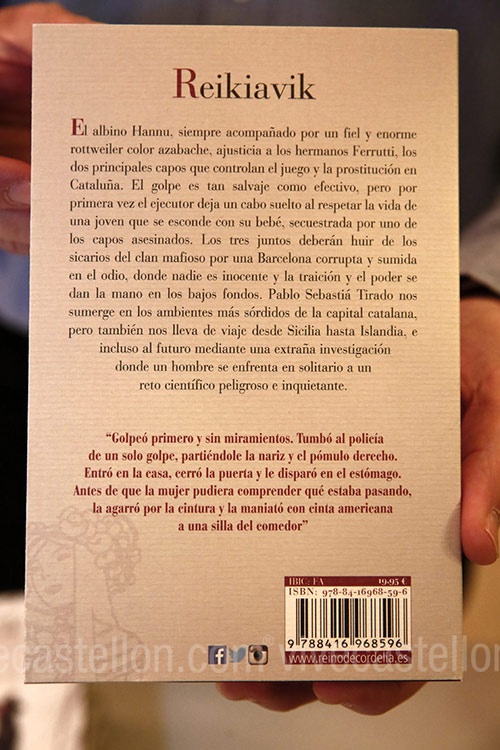 Reikiavik
El albino Hannu, siempre acompañado por un fiel y enorme
rottweiler color azabache, ajusticia a los hermanos Ferrutti, los
dos principales capos que controlan el juego y la prostitución en
Cataluña. El golpe es tan salvaje como efectivo, pero por
primera vez el ejecutor deja un cabo suelto al respetar la vida de
una joven que se esconde con su bebé, secuestrada por uno de
los capos asesinados. Los tres juntos deberán huir de los
sicarios del clan mafioso por una Barcelona corrupta y sumida
en el odio, donde nadie es inocente y la traición y el poder se
dan la mano en los bajos fondos. Pablo Sebastiá Tirado nos
sumerge en los ambientes más sórdidos de la capital catalana,
pero también nos lleva de viaje desde Sicilia hasta Islandia, e
incluso al futuro mediante una extraña investigación
donde un hombre se enfrenta en solitario a un
reto científico peligroso e inquietante.
“Golpeó primero y sin miramientos. Tumbó al policía
de un solo golpe, partiéndole la nariz y el pómulo derecho.
Entró en la casa, cerró la puerta y le disparó en el estómago.
Antes de que la mujer pudiera comprender qué estaba pasando,
la agarró por la cintura y la maniató con cinta americana
a una silla del comedor”
IBIC: FA 19.95 €
ISBN: 978-84-16968-59-6
9 788416 968596
www.reinodecordelia.es
vecastellon.com vivecastellon